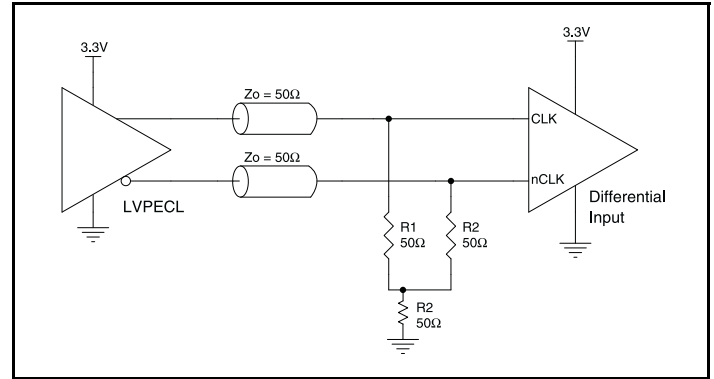 3.3V
3.3V
Zo = 50Ω
CLK
Zo = 50Ω
nCLK
LVPECL
Differential
Input
R1
50Ω
R2
50Ω
R2
50Ω